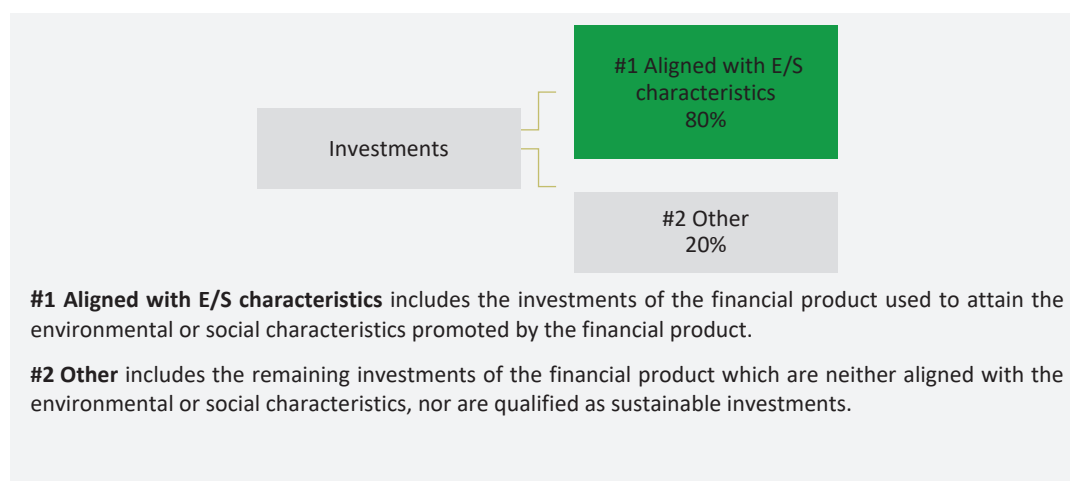 #1 Aligned with E/S
characteristics
80%
Investments
#2 Other
20%
#1 Aligned with E/S characteristics includes the investments of the financial product used to attain the
environmental or social characteristics promoted by the financial product.
#2 Other includes the remaining investments of the financial product which are neither aligned with the
environmental or social characteristics, nor are qualified as sustainable investments.